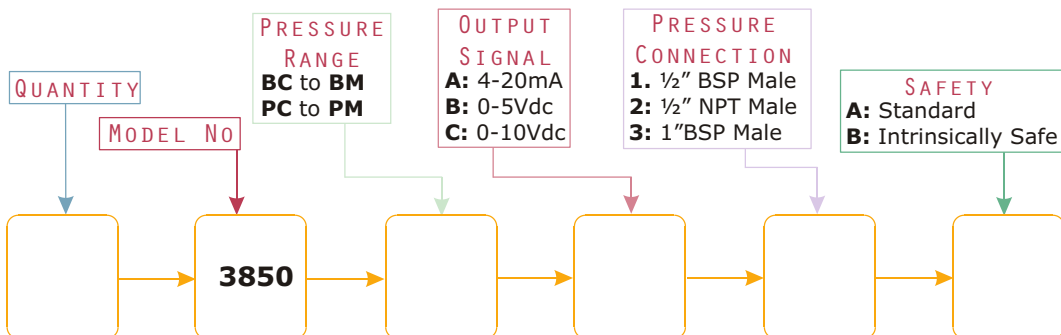 QUANTITY
MODEL NO
PRESSURE
RANGE
BC to BM
PC to PM
OUTPUT
SIGNAL
A: 4-20mA
B: 0-5Vdc
C: 0-10Vdc
PRESSURE
CONNECTION
1. ½” BSP Male
2: ½” NPT Male
3: 1”BSP Male
SAFETY
A: Standard
B: Intrinsically Safe
3850